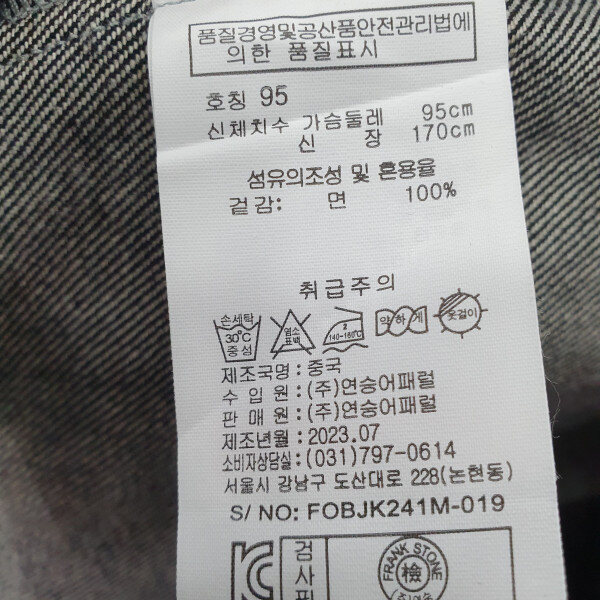 품질경영및공산품안전관리법에
의한 품질표시
호칭 95
신체치수 가슴둘레 95cm
신 장 170cm
섬유의조성 및 혼용율
겉감: 면 100%
취급주의
손세탁
30°C
중성
염소
표백
2
140-160°C
약하게
옷걸이
제조국명: 중국
수 입 원: (주)연승어패럴
판 매 원: (주)연승어패럴
제조년월: 2023.07
소비자상담실: (031)797-0614
서울시 강남구 도산대로 228(논현동)
S/ NO: FOBJK241M-019
검
사
필
FRANK STONE
檢